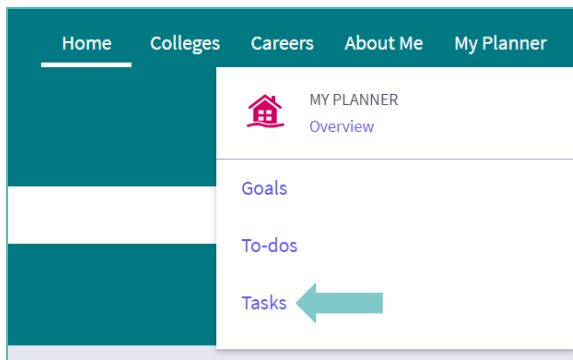 Home Colleges Careers About Me My Planner
MY PLANNER
Overview
Goals
To-dos
Tasks